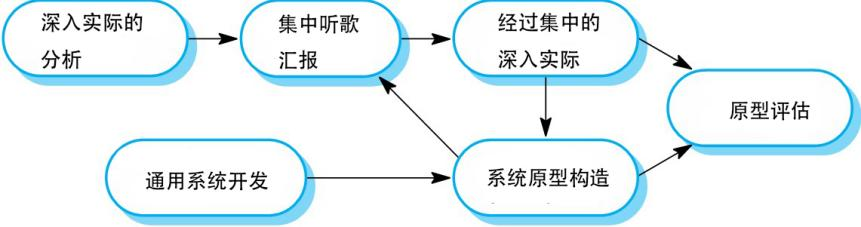 深入实际的
分析
集中听歌
汇报
经过集中的
深入实际
原型评估
通用系统开发
系统原型构造